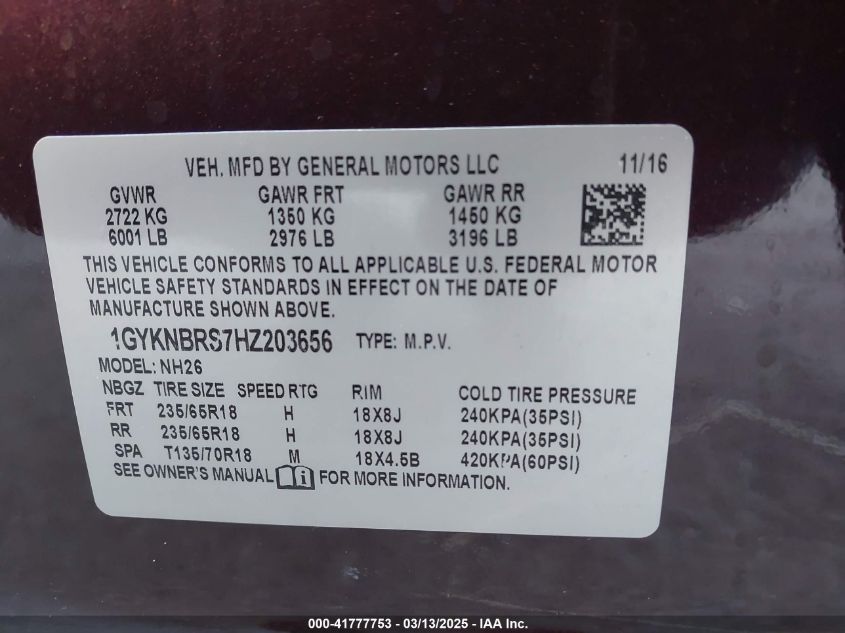 VEH. MFD BY GENERAL MOTORS LLC 11/16
GVWR GAWR FRT GAWR RR
2722 KG 1350 KG 1450 KG
6001 LB 2976 LB 3196 LB
THIS VEHICLE CONFORMS TO ALL APPLICABLE U.S. FEDERAL MOTOR
VEHICLE SAFETY STANDARDS IN EFFECT ON THE DATE OF
MANUFACTURE SHOWN ABOVE.
1GYKNBRS7HZ203656 TYPE: M.P.V.
MODEL: NH26
NBGZ TIRE SIZE SPEED RTG RIM COLD TIRE PRESSURE
FRT 235/65R18 H 18X8J 240KPA(35PSI)
RR 235/65R18 H 18X8J 240KPA(35PSI)
SPA T135/70R18 M 18X4.5B 420KPA(60PSI)
SEE OWNER'S MANUAL FOR MORE INFORMATION.
000-41777753 - 03/13/2025 - IAA Inc.